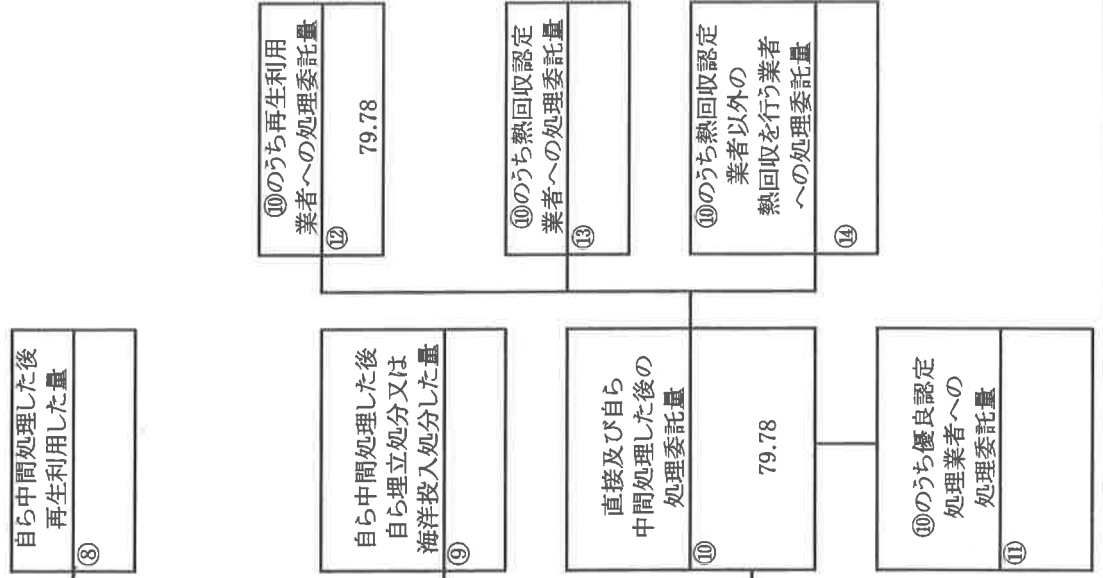 自ら中間処理した後
再生利用した量
⑧
自ら中間処理した後
自ら埋立処分又は
海洋投入処分した量
⑨
直接及び自ら
中間処理した後の
処理委託量
⑩
79.78
⑩のうち優良認定
処理業者への
処理委託量
⑪
⑩のうち再生利用
業者への処理委託量
⑫
79.78
⑩のうち熱回収認定
業者への処理委託量
⑬
⑩のうち熱回収認定
業者以外の
熱回収を行う業者
への処理委託量
⑭